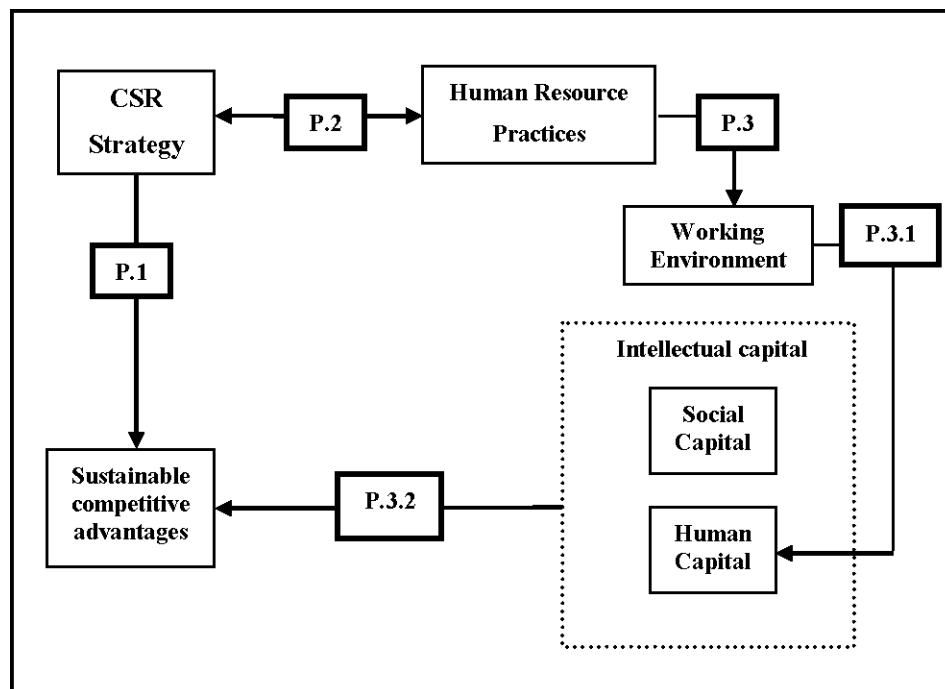 CSR
Strategy
P.2
Human Resource
Practices
P.3
Working
Environment
P.3.1
P.1
Intellectual capital
Social
Capital
Sustainable
competitive
advantages
P.3.2
Human
Capital